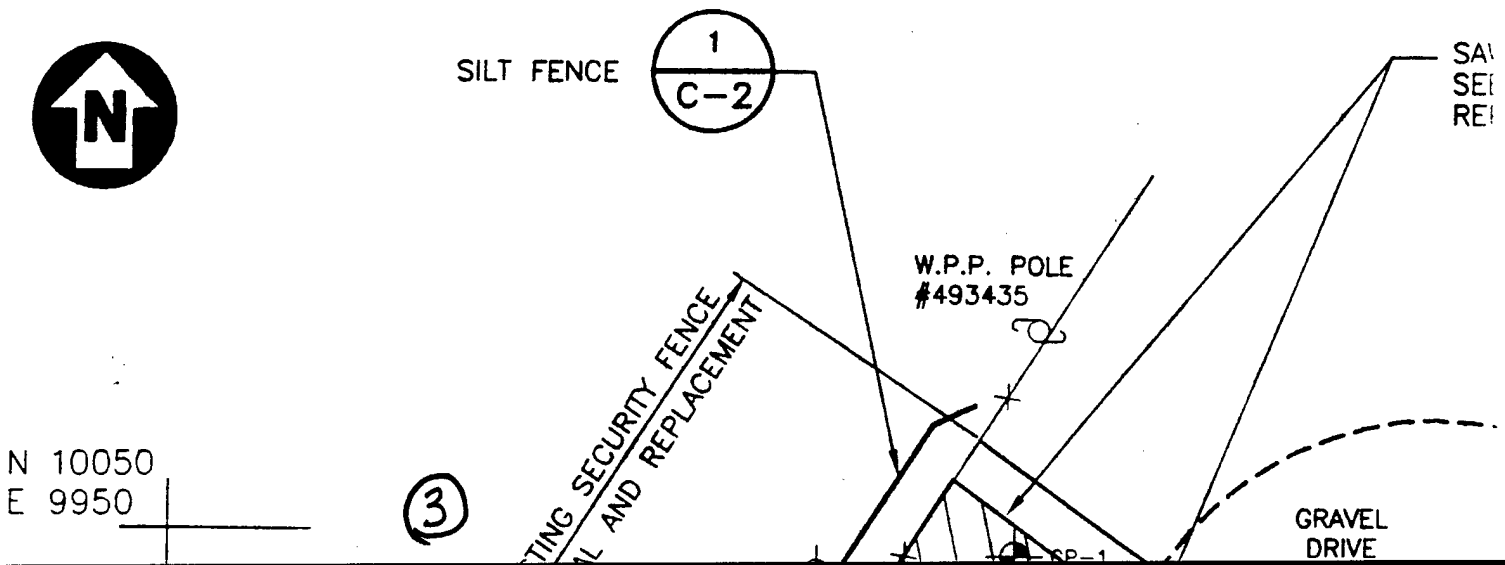 N
SILT FENCE
1
C-2
W.P.P. POLE
#493435
SECURITY FENCE
AND REPLACEMENT
N 10050
E 9950
3
GRAVEL
DRIVE